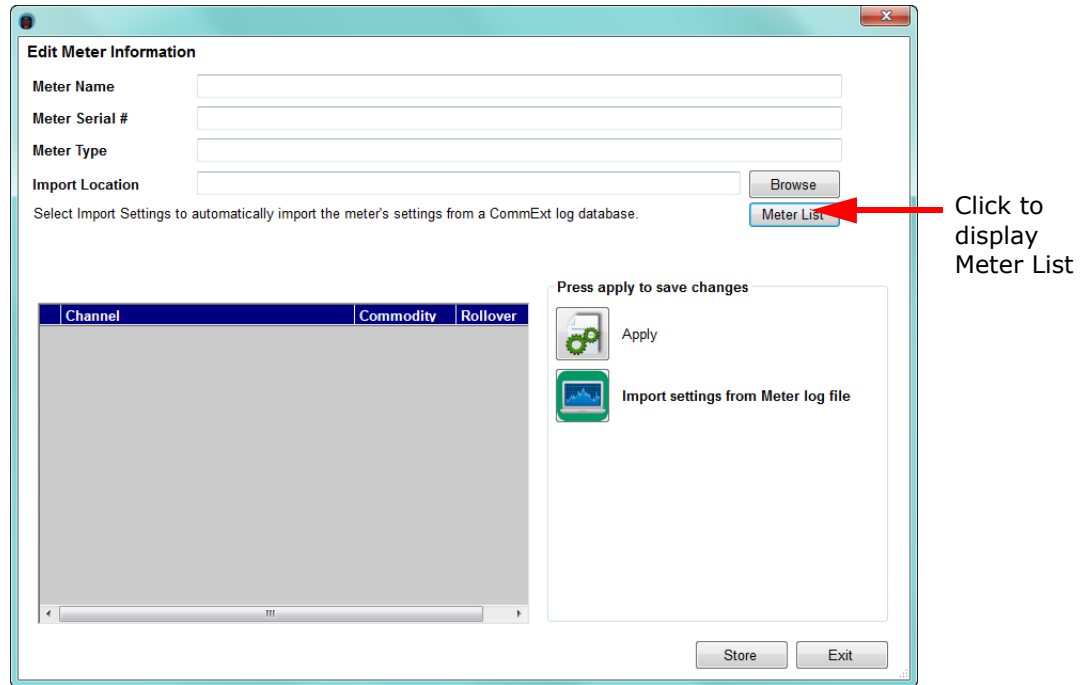 Edit Meter Information
Meter Name
Meter Serial #
Meter Type
Import Location
Browse
Select Import Settings to automatically import the meter's settings from a CommExt log database.
Meter List
Click to
display
Meter List
Press apply to save changes
Channel Commodity Rollover
Apply
Import settings from Meter log file
Store
Exit